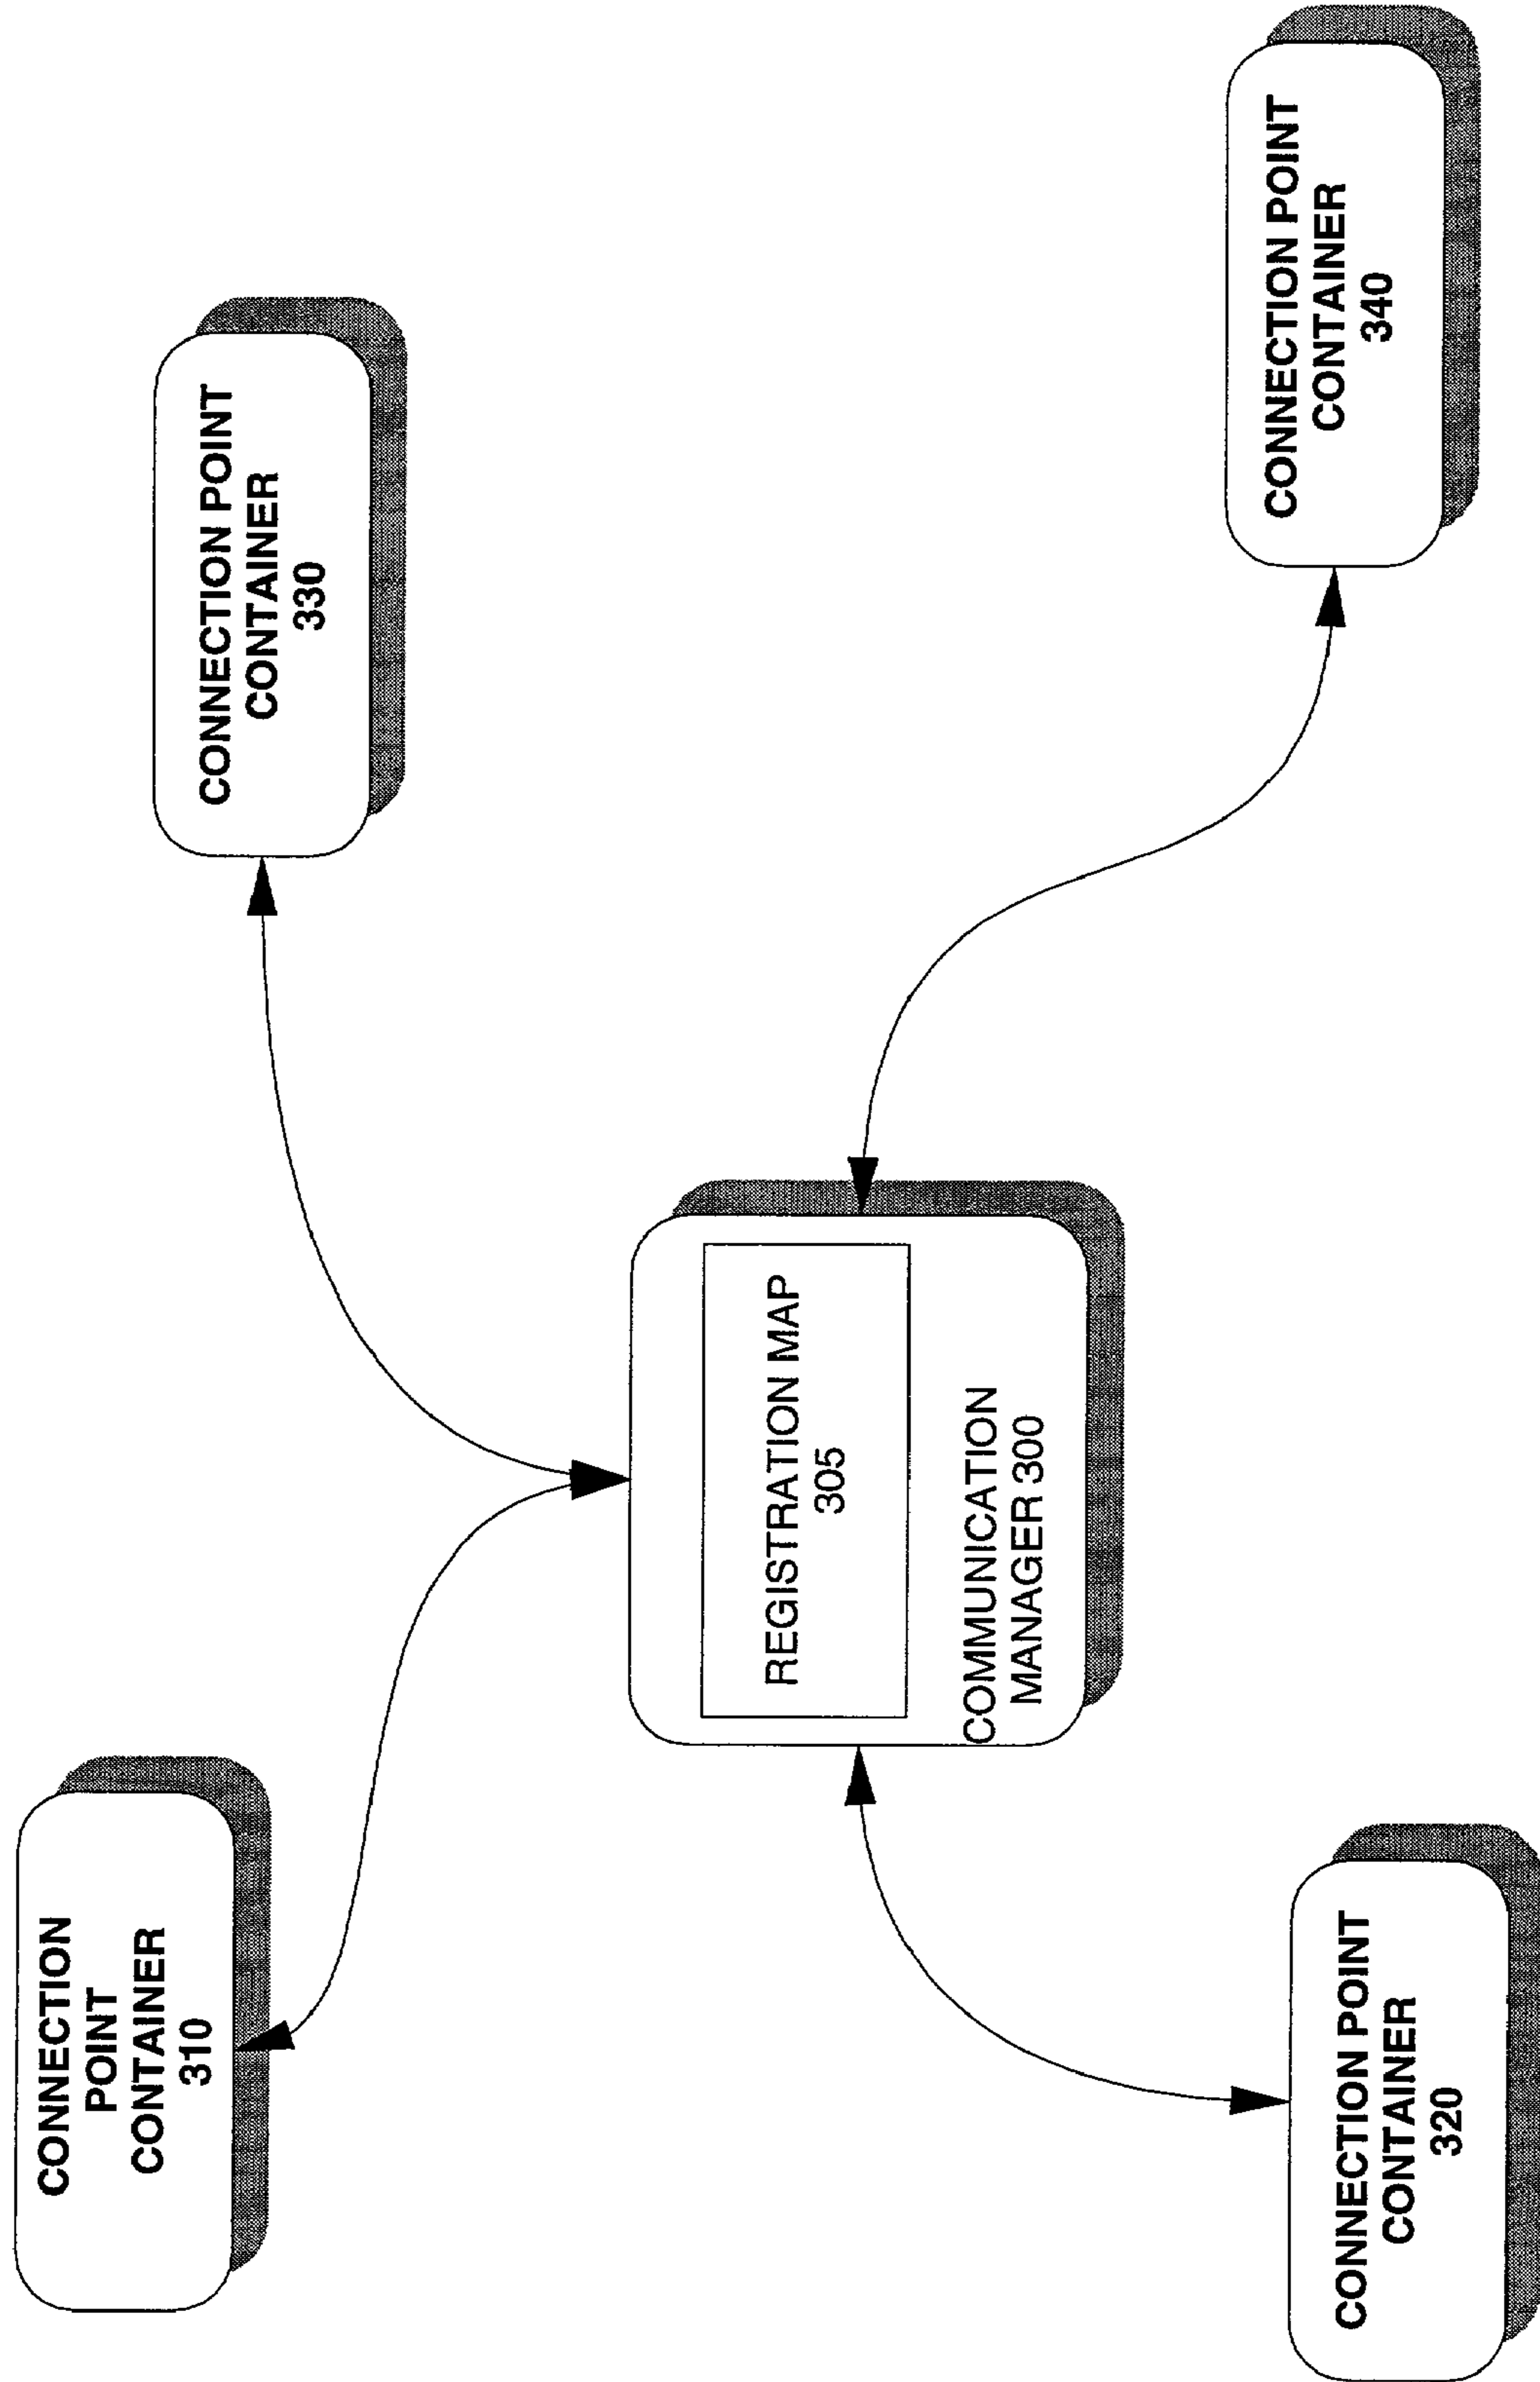 CONNECTION
POINT
CONTAINER
310
CONNECTION POINT
CONTAINER
330
REGISTRATION MAP
305
COMMUNICATION
MANAGER 300
CONNECTION POINT
CONTAINER
320
CONNECTION POINT
CONTAINER
340